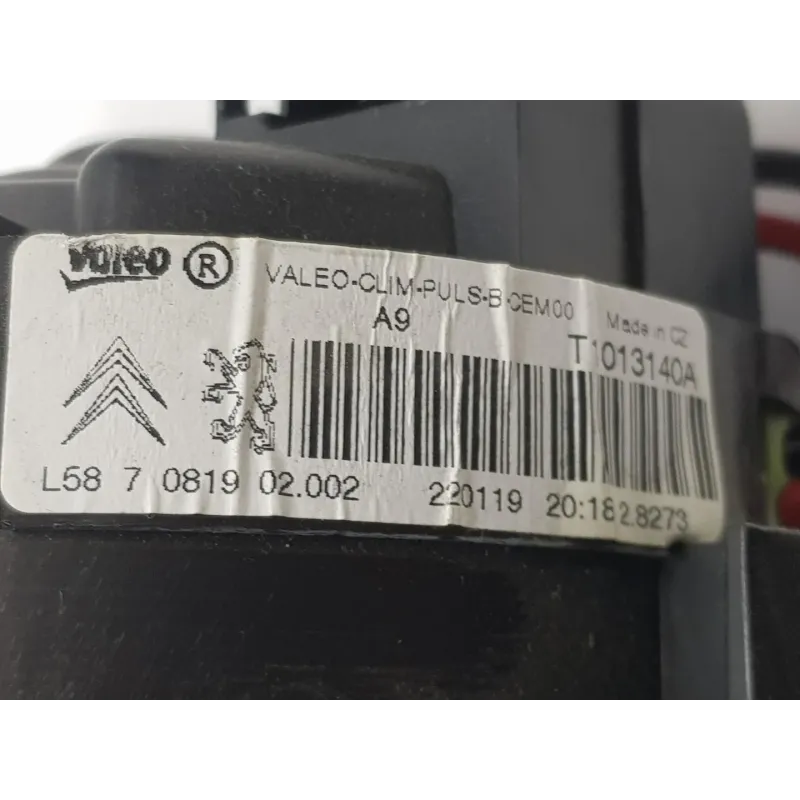 Valeo ® VALEO-CLIM-PULS-B-CEM00 Made in CZ
A9 T1013140A
L58 7 0819 02.002 220119 20:18 2.8273